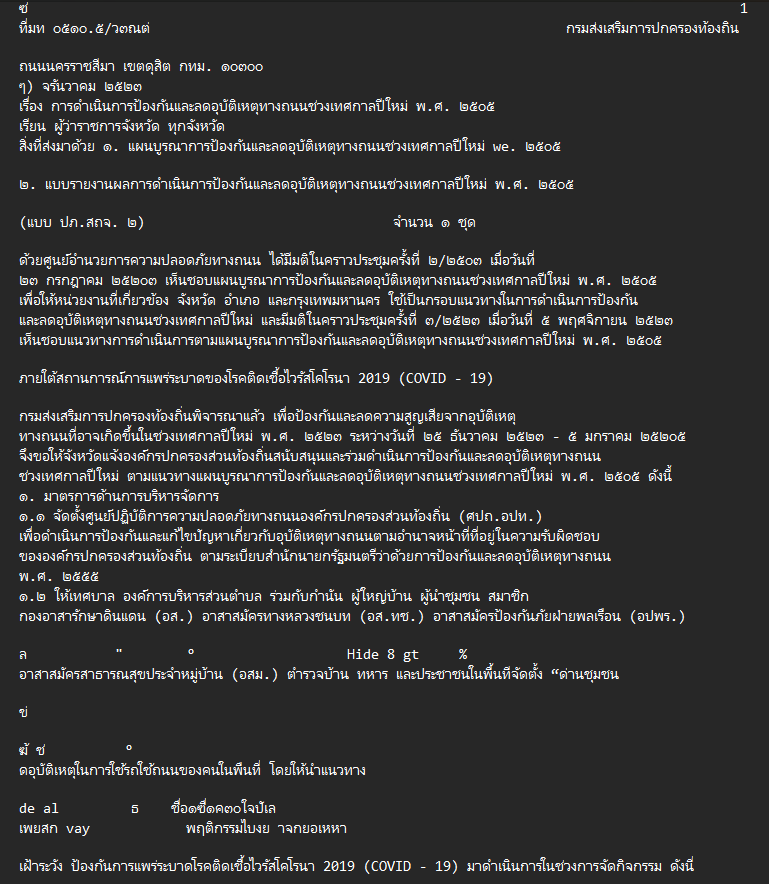 ซ่ 1
ที่มท ๐๕๑๐.๕/ว๓ณต่ กรมส่งเสริมการปกครองท้องถิ่น
ถนนนครราชสีมา เขตดุสิต กทม. ๑๐๓๐๐
ๆ) จรันวาคม ๒๕๒๓
เรื่อง การดําเนินการป้องกันและลดอุบัติเหตุทางถนนช่วงเทศกาลปีใหม่ พ.ศ. ๒๕๐๕
เรียน ผู้ว่าราชการจังหวัด ทุกจังหวัด
สิ่งที่ส่งมาด้วย ๑. แผนบูรณาการป้องกันและลดอุบัติเหตุทางถนนช่วงเทศกาลปีใหม่ we. ๒๕๐๕
๒. แบบรายงานผลการดําเนินการป้องกันและลดอุบัติเหตุทางถนนช่วงเทศกาลปีใหม่ พ.ศ. ๒๕๐๕
(แบบ ปภ.สถจ. ๒) จํานวน ๑ ชุด
ด้วยศูนย์อํานวยการความปลอดภัยทางถนน ได้มีมติในคราวประชุมครั้งที่ ๒/๒๕๐๓ เมื่อวันที่
๒๓ กรกฎาคม ๒๕๒๐๓ เห็นชอบแผนบูรณาการป้องกันและลดอุบัติเหตุทางถนนช่วงเทศกาลปีใหม่ พ.ศ. ๒๕๐๕
เพื่อให้หน่วยงานที่เกี่ยวข้อง จังหวัด อําเภอ และกรุงเทพมหานคร ใช้เป็นกรอบแนวทางในการดําเนินการป้องกัน
และลดอุบัติเหตุทางถนนช่วงเทศกาลปีใหม่ และมีมติในคราวประชุมครั้งที่ ๓/๒๕๒๓ เมื่อวันที่ ๕ พฤศจิกายน ๒๕๒๓
เห็นชอบแนวทางการดําเนินการตามแผนบูรณาการป้องกันและลดอุบัติเหตุทางถนนช่วงเทศกาลปีใหม่ พ.ศ. ๒๕๐๕
ภายใต้สถานการณ์การแพร่ระบาดของโรคติดเชื้อไวรัสโคโรนา 2019 (COVID - 19)
กรมส่งเสริมการปกครองท้องถิ่นพิจารณาแล้ว เพื่อป้องกันและลดความสูญเสียจากอุบัติเหตุ
ทางถนนที่อาจเกิดขึ้นในช่วงเทศกาลปีใหม่ พ.ศ. ๒๕๒๓ ระหว่างวันที่ ๒๕ ธันวาคม ๒๕๒๓ - ๕ มกราคม ๒๕๒๐๕
จึงขอให้จังหวัดแจ้งองค์กรปกครองส่วนท้องถิ่นสนับสนุนและร่วมดําเนินการป้องกันและลดอุบัติเหตุทางถนน
ช่วงเทศกาลปีใหม่ ตามแนวทางแผนบูรณาการป้องกันและลดอุบัติเหตุทางถนนช่วงเทศกาลปีใหม่ พ.ศ. ๒๕๐๕ ดังนี้
๑. มาตรการด้านการบริหารจัดการ
๑.๑ จัดตั้งศูนย์ปฏิบัติการความปลอดภัยทางถนนองค์กรปกครองส่วนท้องถิ่น (ศปถ.อปท.)
เพื่อดําเนินการป้องกันและแก้ไขปัญหาเกี่ยวกับอุบัติเหตุทางถนนตามอํานาจหน้าที่ที่อยู่ในความรับผิดชอบ
ขององค์กรปกครองส่วนท้องถิ่น ตามระเบียบสํานักนายกรัฐมนตรีว่าด้วยการป้องกันและลดอุบัติเหตุทางถนน
พ.ศ. ๒๕๕๕
๑.๒ ให้เทศบาล องค์การบริหารส่วนตําบล ร่วมกับกํานัน ผู้ใหญ่บ้าน ผู้นําชุมชน สมาชิก
กองอาสารักษาดินแดน (อส.) อาสาสมัครทางหลวงชนบท (อส.ทช.) อาสาสมัครป้องกันภัยฝ่ายพลเรือน (อปพร.)
ล " ° Hide 8 gt %
อาสาสมัครสาธารณสุขประจําหมู่บ้าน (อสม.) ตํารวจบ้าน ทหาร และประชาชนในพื้นที่จัดตั้ง “ด่านชุมชน
ข่
ฆั ซ่ °
ดอุบัติเหตุในการใช้รถใช้ถนนของคนในพืนที่ โดยให้นําแนวทาง
de al ธ ชื่อ๑ซื่๑ค๓๐ใจป้เล
เพยสก vay พฤติกรรมไบงย าจกยอเหหา
เฝ้าระวัง ป้องกันการแพร่ระบาดโรคติดเชื้อไวรัสโคโรนา 2019 (COVID - 19) มาดําเนินการในช่วงการจัดกิจกรรม ดังนี่